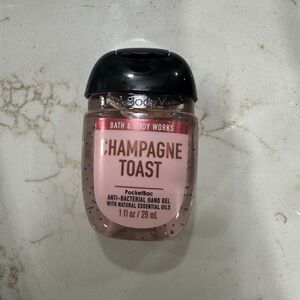 BATH & BODY WORKS
CHAMPAGNE
TOAST
PocketBac
ANTI-BACTERIAL HAND GEL
WITH NATURAL ESSENTIAL OILS
1 fl oz / 29 mL